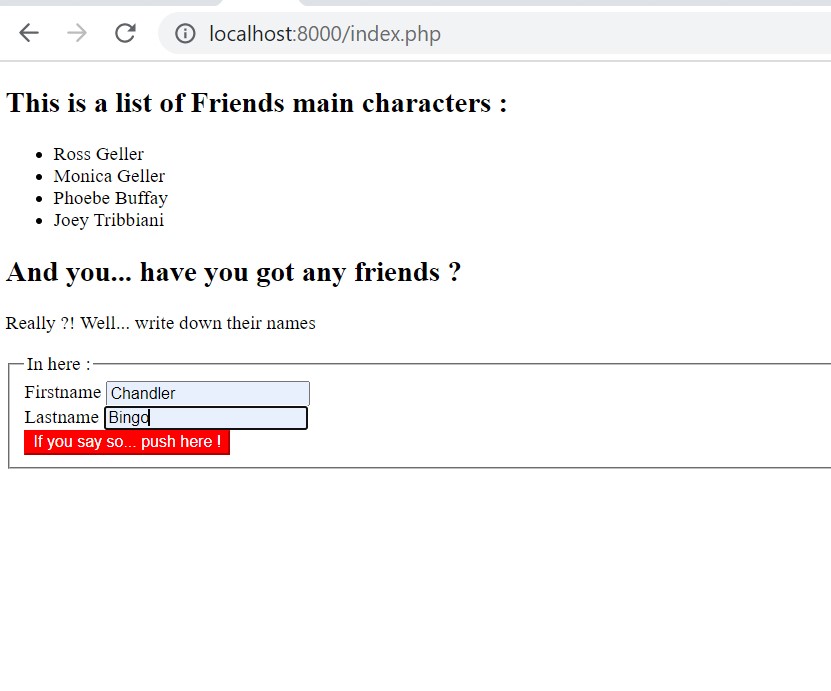 localhost:8000/index.php
This is a list of Friends main characters :
Ross Geller
Monica Geller
Phoebe Buffay
Joey Tribbiani
And you... have you got any friends ?
Really ?! Well... write down their names
In here :
Firstname Chandler
Lastname Bingo
If you say so... push here !